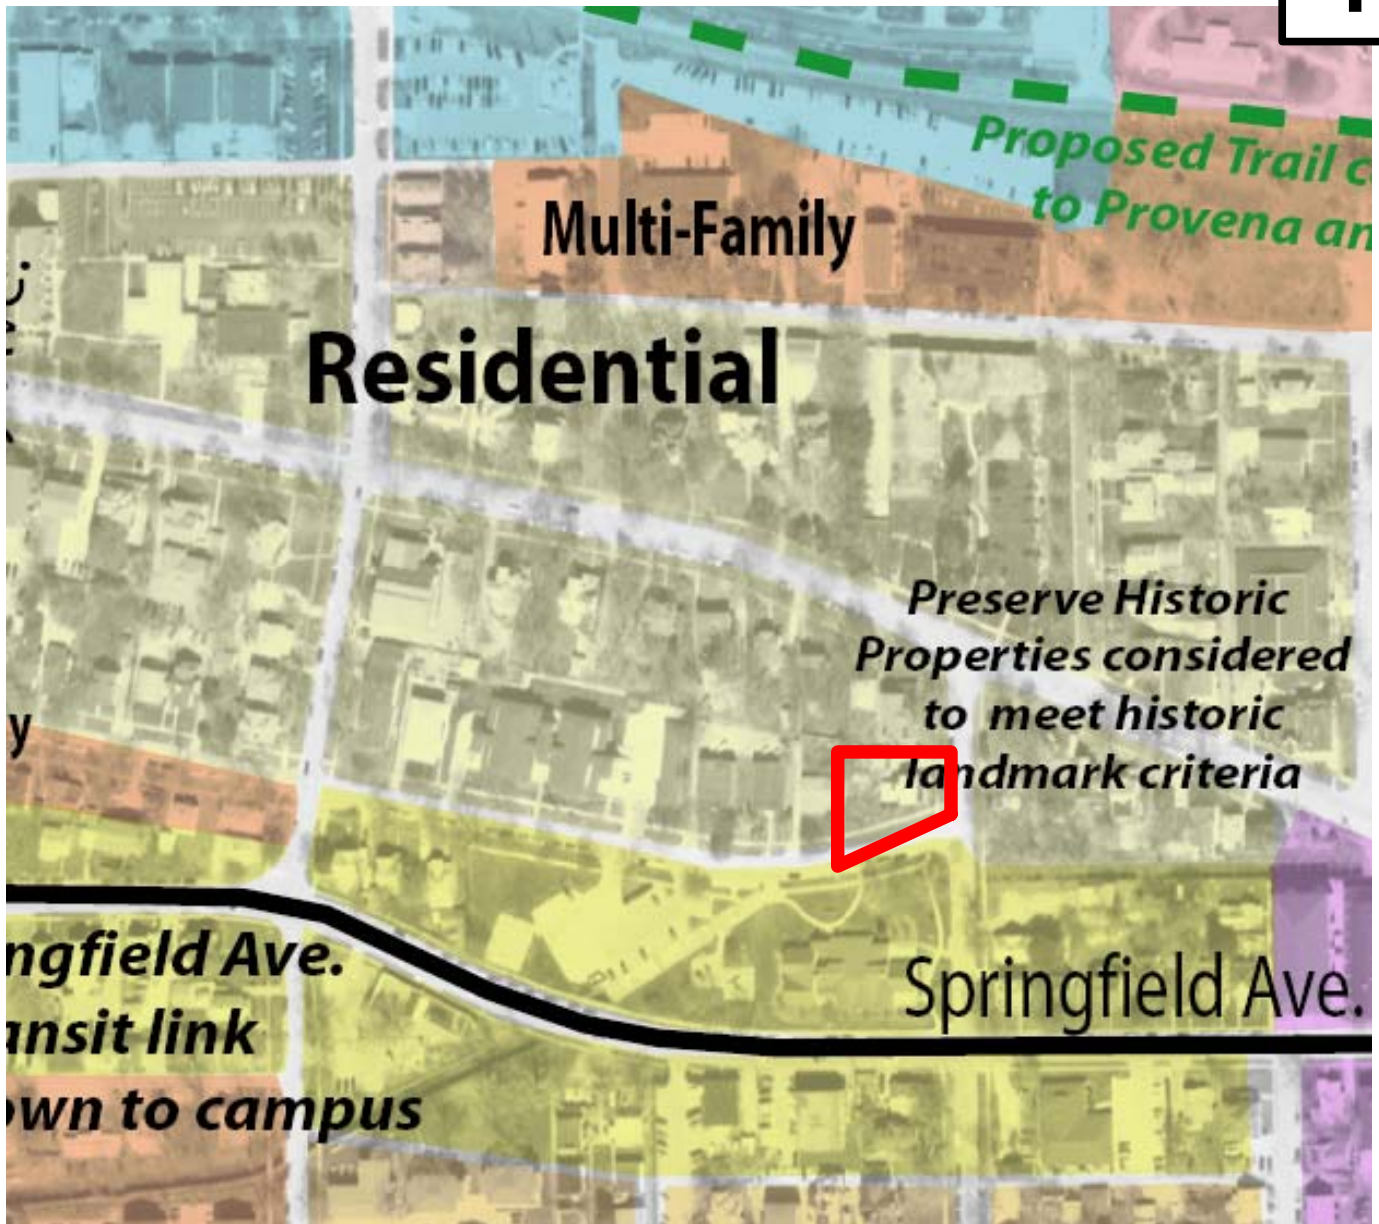 Proposed Trail c
to Provena an
Multi-Family
Residential
Preserve Historic
Properties considered
to meet historic
landmark criteria
y
ngfield Ave.
ansit link
own to campus
Springfield Ave.